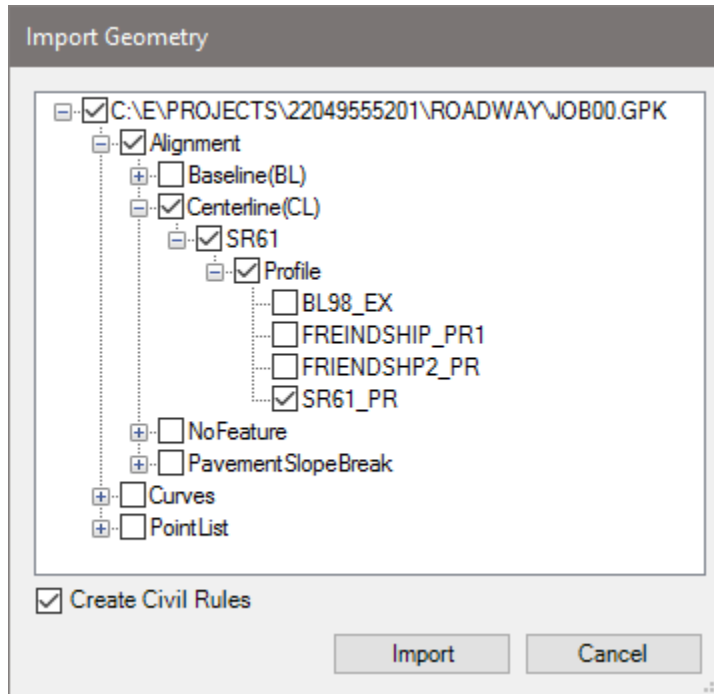 Import Geometry
C:\E\PROJECTS\22049555201\ROADWAY\JOB00.GPK
Alignment
Baseline(BL)
Centerline(CL)
SR61
Profile
BL98_EX
FREINDSHIP_PR1
FRIENDSHP2_PR
SR61_PR
NoFeature
PavementSlopeBreak
Curves
PointList
Create Civil Rules
Import Cancel